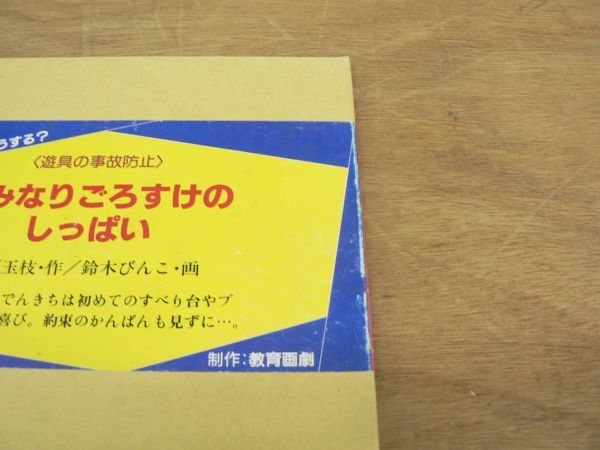 うする？
〈遊具の事故防止〉
みなりごろすけの
しっぱい
玉枝・作／鈴木びんこ・画
でんきちは初めてのすべり台やブ
喜び。約束のかんばんも見ずに…。
制作：教育画劇